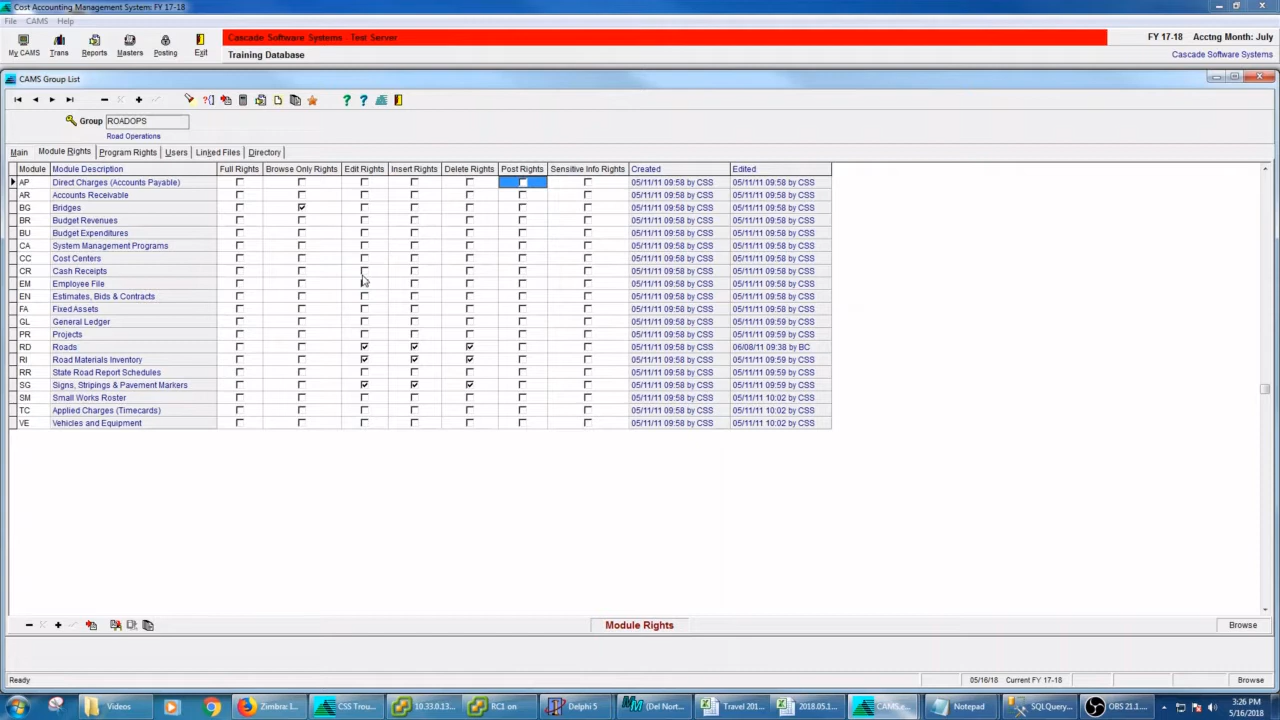 Cost Accounting Management System: FY 17-18
File CAMS Help
My CAMS Trans Reports Masters Posting Exit
Cascade Software Systems - Test Server
FY 17-18 Acctng Month: July
Training Database
Cascade Software Systems
CAMS Group List
Group ROADOPS
Road Operations
Main Module Rights Program Rights Users Linked Files Directory
Module Module Description Full Rights Browse Only Rights Edit Rights Insert Rights Delete Rights Post Rights Sensitive Info Rights Created Edited
AP Direct Charges (Accounts Payable) 05/11/11 09:58 by CSS 05/11/11 09:58 by CSS
AR Accounts Receivable 05/11/11 09:58 by CSS 05/11/11 09:58 by CSS
BG Bridges 05/11/11 09:58 by CSS 05/11/11 09:58 by CSS
BR Budget Revenues 05/11/11 09:58 by CSS 05/11/11 09:58 by CSS
BU Budget Expenditures 05/11/11 09:58 by CSS 05/11/11 09:58 by CSS
CA System Management Programs 05/11/11 09:58 by CSS 05/11/11 09:58 by CSS
CC Cost Centers 05/11/11 09:58 by CSS 05/11/11 09:58 by CSS
CR Cash Receipts 05/11/11 09:58 by CSS 05/11/11 09:58 by CSS
EM Employee File 05/11/11 09:58 by CSS 05/11/11 09:58 by CSS
EN Estimates, Bids & Contracts 05/11/11 09:58 by CSS 05/11/11 09:58 by CSS
FA Fixed Assets 05/11/11 09:58 by CSS 05/11/11 09:58 by CSS
GL General Ledger 05/11/11 09:58 by CSS 05/11/11 09:59 by CSS
PR Projects 05/11/11 09:58 by CSS 05/11/11 09:59 by CSS
RD Roads 05/11/11 09:58 by CSS 06/08/11 09:38 by BC
RI Road Materials Inventory 05/11/11 09:58 by CSS 05/11/11 09:59 by CSS
RR State Road Report Schedules 05/11/11 09:58 by CSS 05/11/11 09:59 by CSS
SG Signs, Stripings & Pavement Markers 05/11/11 09:58 by CSS 05/11/11 09:59 by CSS
SM Small Works Roster 05/11/11 09:58 by CSS 05/11/11 10:02 by CSS
TC Applied Charges (Timecards) 05/11/11 09:58 by CSS 05/11/11 10:02 by CSS
VE Vehicles and Equipment 05/11/11 09:58 by CSS 05/11/11 10:02 by CSS
Module Rights
Browse
Ready 05/16/18 Current FY 17-18 Browse
Videos Zimbra: I... CSS Trou... 10.33.0.13... RC1 on Delphi 5 (Del Nort... Travel 201... 2018.05.1... CAMS.e... Notepad SQLQuery... OBS 21.1....
3:26 PM
5/16/2018